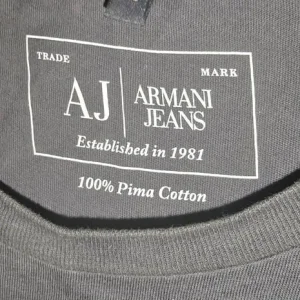 TRADE MARK
AJ ARMANI
JEANS
Established in 1981
100% Pima Cotton